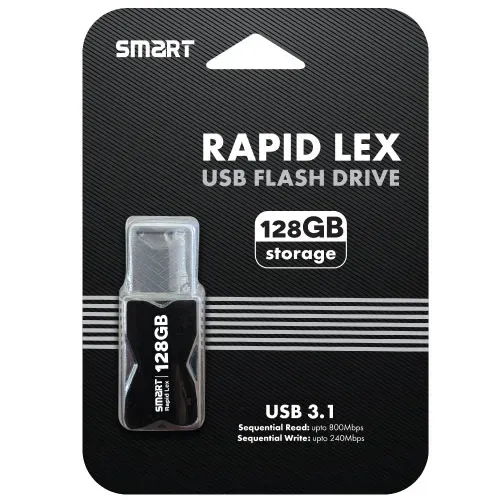 SMART
RAPID LEX
USB FLASH DRIVE
128GB
storage
SMART 128GB
Rapid Lex
USB 3.1
Sequential Read: upto 800Mbps
Sequential Write: upto 240Mbps